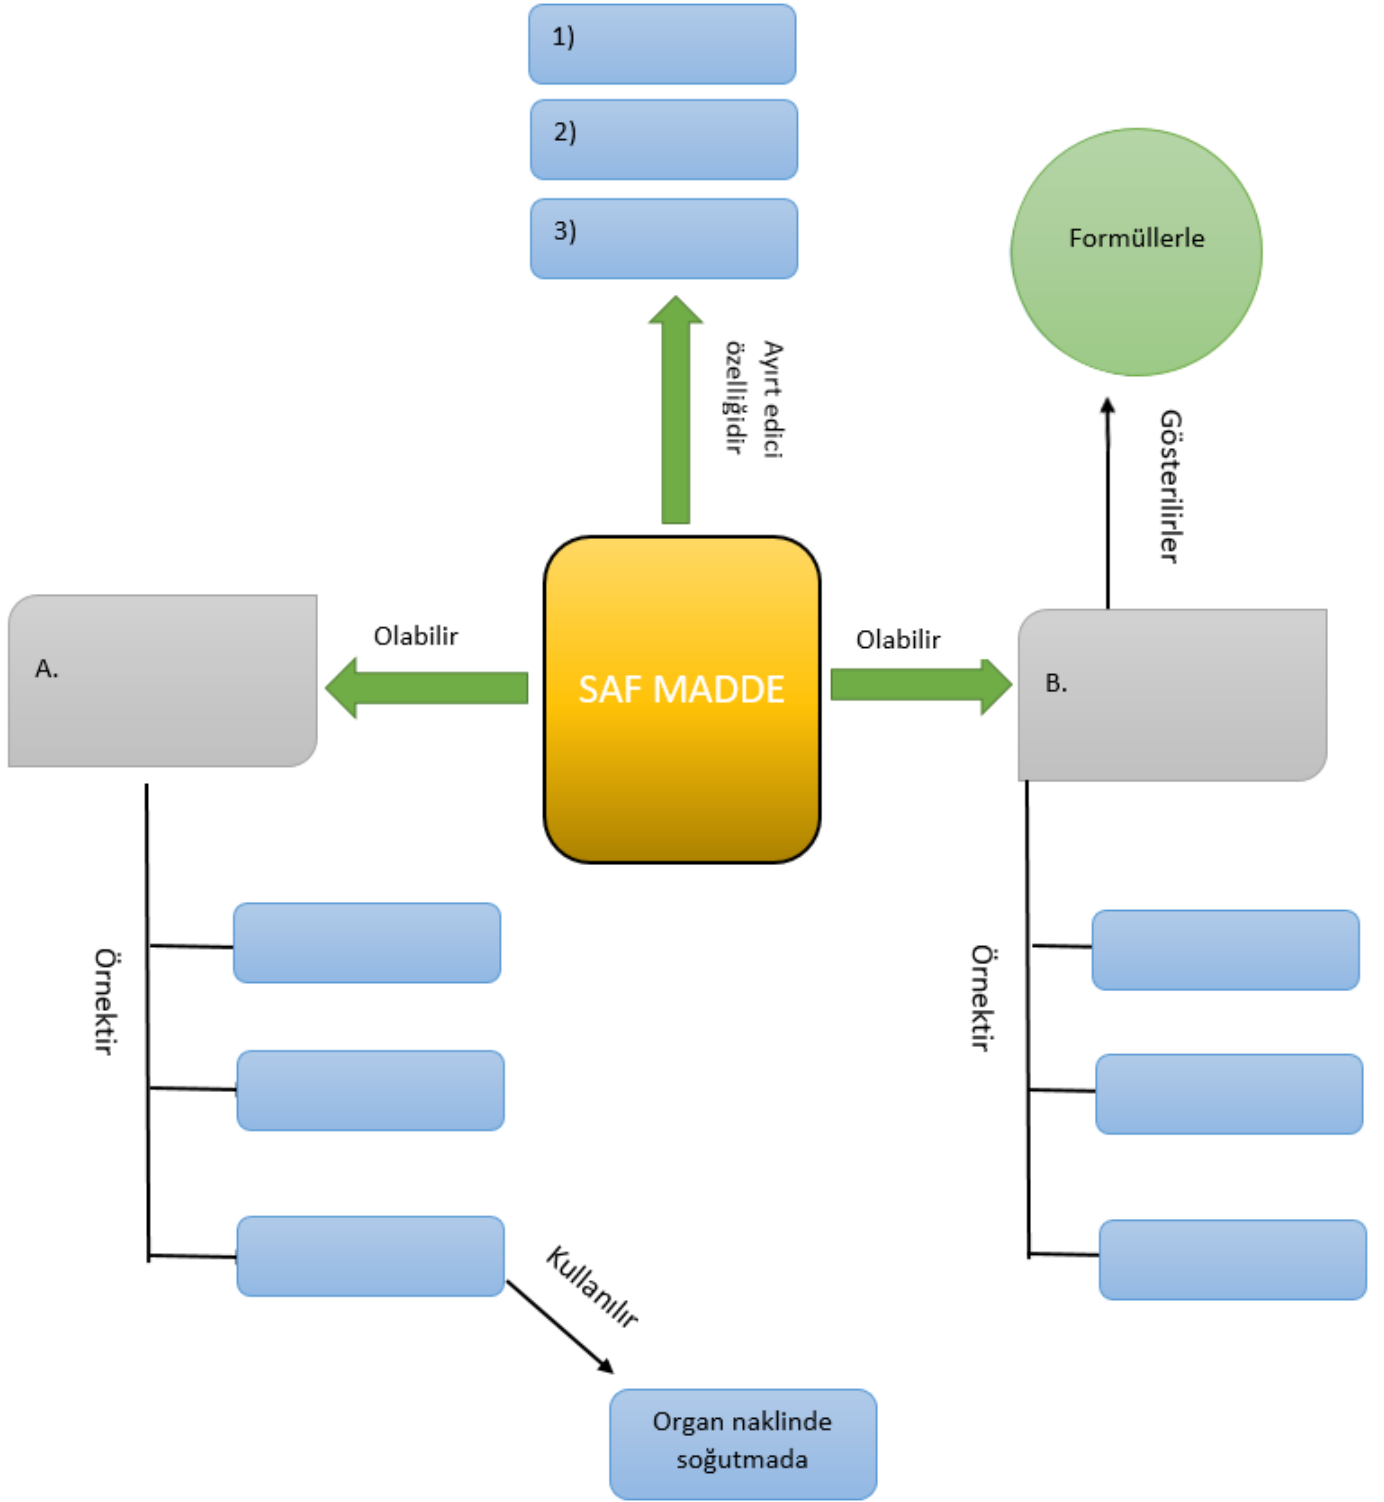 1)
2)
3)
Formüllerle
Ayırt edici
özelliğidir
Gösterilirler
Olabilir
Olabilir
A.
SAF MADDE
B.
Örnektir
Örnektir
Kullanılır
Organ naklinde
soğutmada